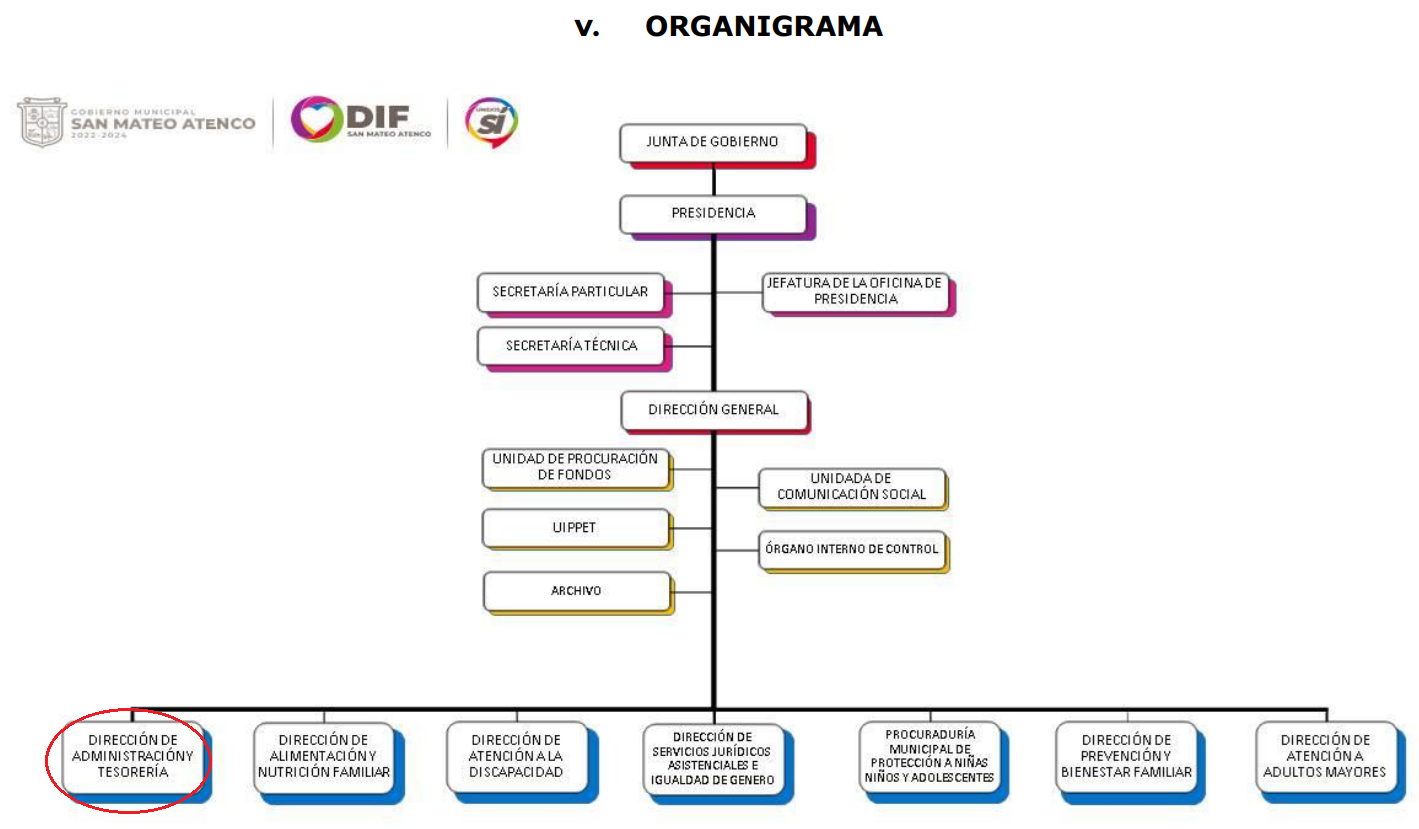 v. ORGANIGRAMA
GOBIERNO MUNICIPAL
SAN MATEO ATENCO
2022-2024
DIF
SAN MATEO ATENCO
UNIDOS
SÍ
JUNTA DE GOBIERNO
PRESIDENCIA
SECRETARÍA PARTICULAR
JEFATURA DE LA OFICINA DE
PRESIDENCIA
SECRETARÍA TÉCNICA
DIRECCIÓN GENERAL
UNIDAD DE PROCURACIÓN
DE FONDOS
UNIDADA DE
COMUNICACIÓN SOCIAL
UIPPET
ÓRGANO INTERNO DE CONTROL
ARCHIVO
DIRECCIÓN DE
ADMINISTRACIÓN Y
TESORERÍA
DIRECCIÓN DE
ALIMENTACIÓN Y
NUTRICIÓN FAMILIAR
DIRECCIÓN DE
ATENCIÓN A LA
DISCAPACIDAD
DIRECCIÓN DE
SERVICIOS JURÍDICOS
ASISTENCIALES E
IGUALDAD DE GENERO
PROCURADURÍA
MUNICIPAL DE
PROTECCIÓN A NIÑAS
NIÑOS Y ADOLESCENTES
DIRECCIÓN DE
PREVENCIÓN Y
BIENESTAR FAMILIAR
DIRECCIÓN DE
ATENCIÓN A
ADULTOS MAYORES